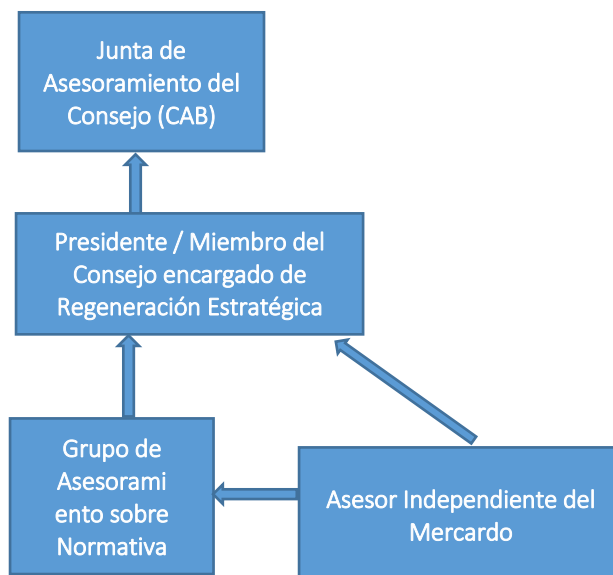 Junta de
Asesoramiento del
Consejo (CAB)
Presidente / Miembro del
Consejo encargado de
Regeneración Estratégica
Grupo de
Asesorami
ento sobre
Normativa
Asesor Independiente del
Mercardo